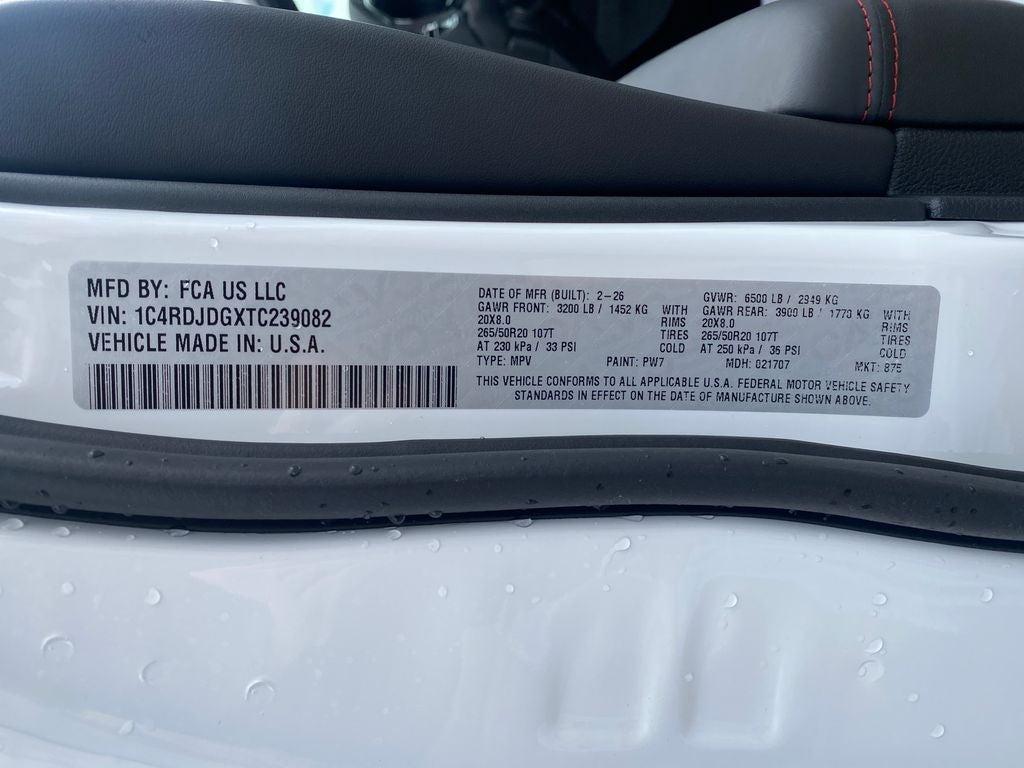 MFD BY: FCA US LLC
VIN: 1C4RDJDGXTC239082
VEHICLE MADE IN: U.S.A.
DATE OF MFR (BUILT): 2-26 GVWR: 6500 LB / 2949 KG
GAWR FRONT: 3200 LB / 1452 KG WITH GAWR REAR: 3900 LB / 1770 KG WITH
20X8.0 RIMS 20X8.0 RIMS
265/50R20 107T TIRES 265/50R20 107T TIRES
AT 230 kPa / 33 PSI COLD AT 250 kPa / 36 PSI COLD
TYPE: MPV PAINT: PW7 MDH: 021707 MKT: 875
THIS VEHICLE CONFORMS TO ALL APPLICABLE U.S.A. FEDERAL MOTOR VEHICLE SAFETY
STANDARDS IN EFFECT ON THE DATE OF MANUFACTURE SHOWN ABOVE.